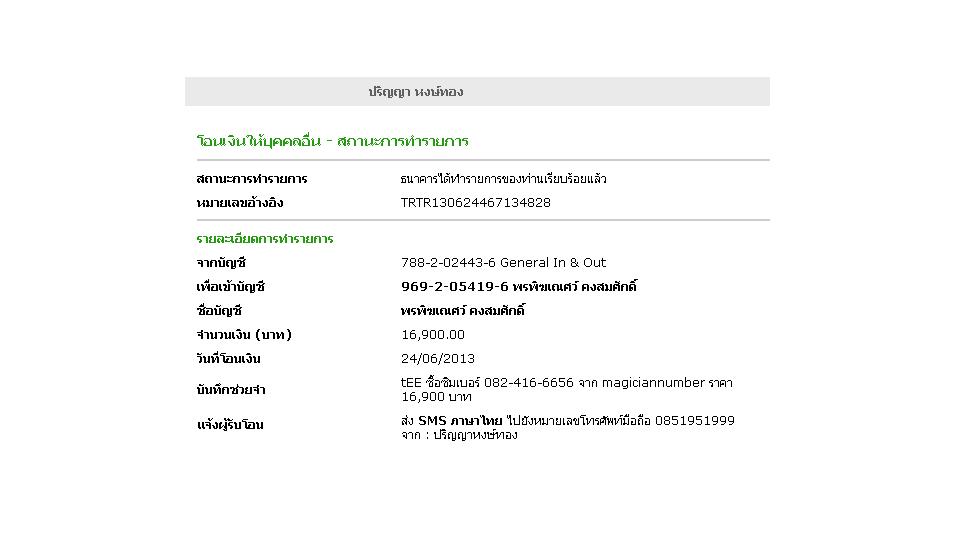 ปริญญา หงษ์ทอง
โอนเงินให้บุคคลอื่น - สถานะการทำรายการ
สถานะการทำรายการ ธนาคารได้ทำรายการของท่านเรียบร้อยแล้ว
หมายเลขอ้างอิง TRTR130624467134828
รายละเอียดการทำรายการ
จากบัญชี 788-2-02443-6 General In & Out
เพื่อเข้าบัญชี 969-2-05419-6 พรพิฆเณศวร์ คงสมศักดิ์
ชื่อบัญชี พรพิฆเณศวร์ คงสมศักดิ์
จำนวนเงิน (บาท) 16,900.00
วันที่โอนเงิน 24/06/2013
บันทึกช่วยจำ tEE ซื้อซิมเบอร์ 082-416-6656 จาก magiciannumber ราคา
16,900 บาท
แจ้งผู้รับโอน ส่ง SMS ภาษาไทย ไปยังหมายเลขโทรศัพท์มือถือ 0851951999
จาก : ปริญญาหงษ์ทอง